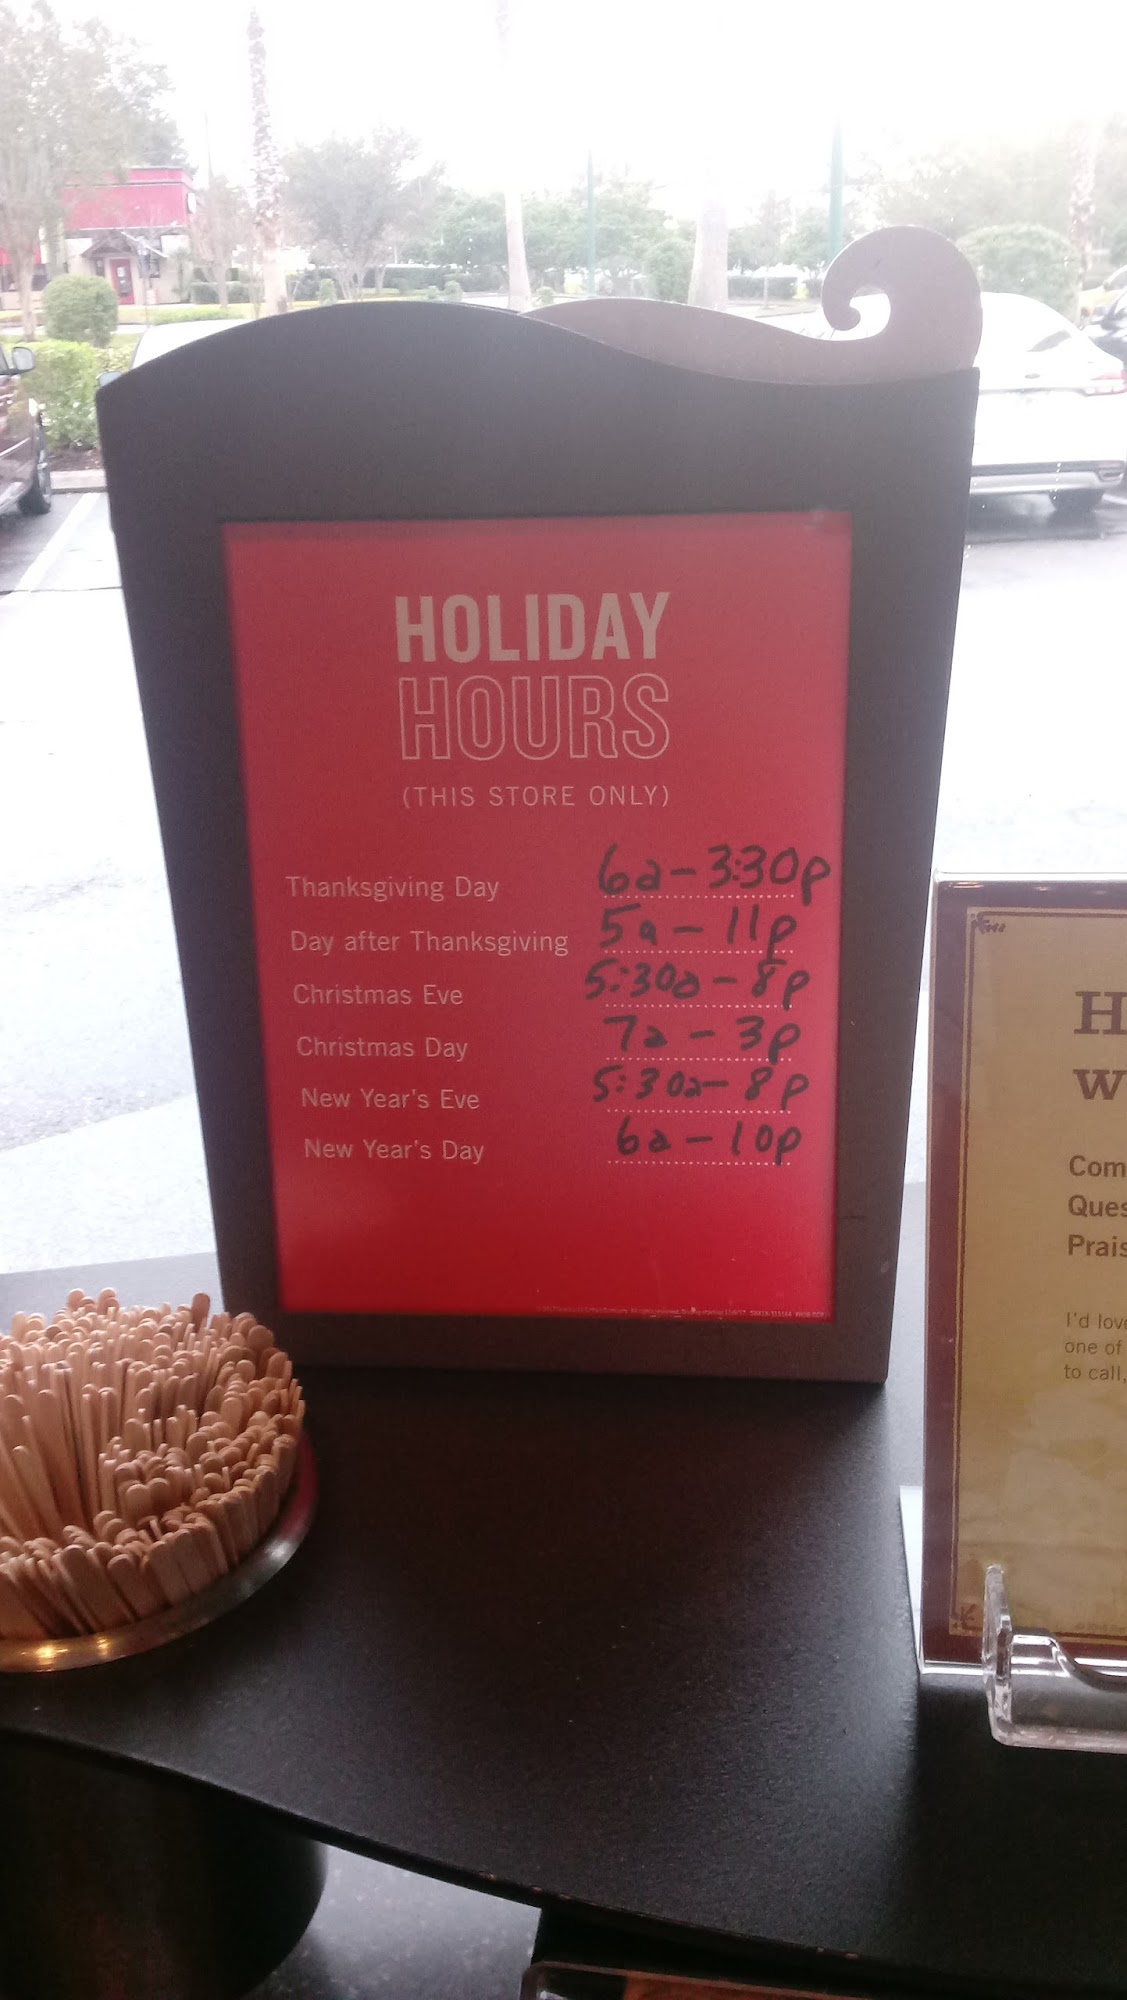 HOLIDAY
HOURS
(THIS STORE ONLY)
Thanksgiving Day 6a - 3:30p
Day after Thanksgiving 5a - 11p
Christmas Eve 5:30a - 8p
Christmas Day 7a - 3p
New Year's Eve 5:30a - 8p
New Year's Day 6a - 10p
H
w
Com
Ques
Prais
I'd love
one of
to call,